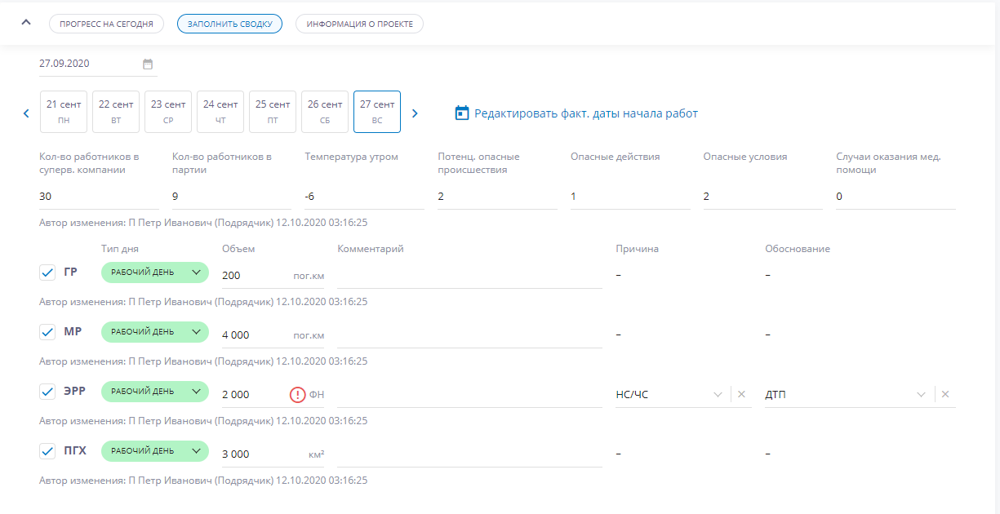 ПРОГРЕСС НА СЕГОДНЯ ЗАПОЛНИТЬ СВОДКУ ИНФОРМАЦИЯ О ПРОЕКТЕ
27.09.2020
21 сент 22 сент 23 сент 24 сент 25 сент 26 сент 27 сент
ПН ВТ СР ЧТ ПТ СБ ВС
Редактировать факт. даты начала работ
Кол-во работников в суперв. компании
Кол-во работников в партии
Температура утром
Потенц. опасные происшествия
Опасные действия
Опасные условия
Случаи оказания мед. помощи
30 9 -6 2 1 2 0
Автор изменения: П Петр Иванович (Подрядчик) 12.10.2020 03:16:25
Тип дня Объем Комментарий Причина Обоснование
ГР РАБОЧИЙ ДЕНЬ 200 пог.км – –
Автор изменения: П Петр Иванович (Подрядчик) 12.10.2020 03:16:25
МР РАБОЧИЙ ДЕНЬ 4 000 пог.км – –
Автор изменения: П Петр Иванович (Подрядчик) 12.10.2020 03:16:25
ЭРР РАБОЧИЙ ДЕНЬ 2 000 ФН НС/ЧС ДТП
Автор изменения: П Петр Иванович (Подрядчик) 12.10.2020 03:16:25
ПГХ РАБОЧИЙ ДЕНЬ 3 000 км² – –
Автор изменения: П Петр Иванович (Подрядчик) 12.10.2020 03:16:25